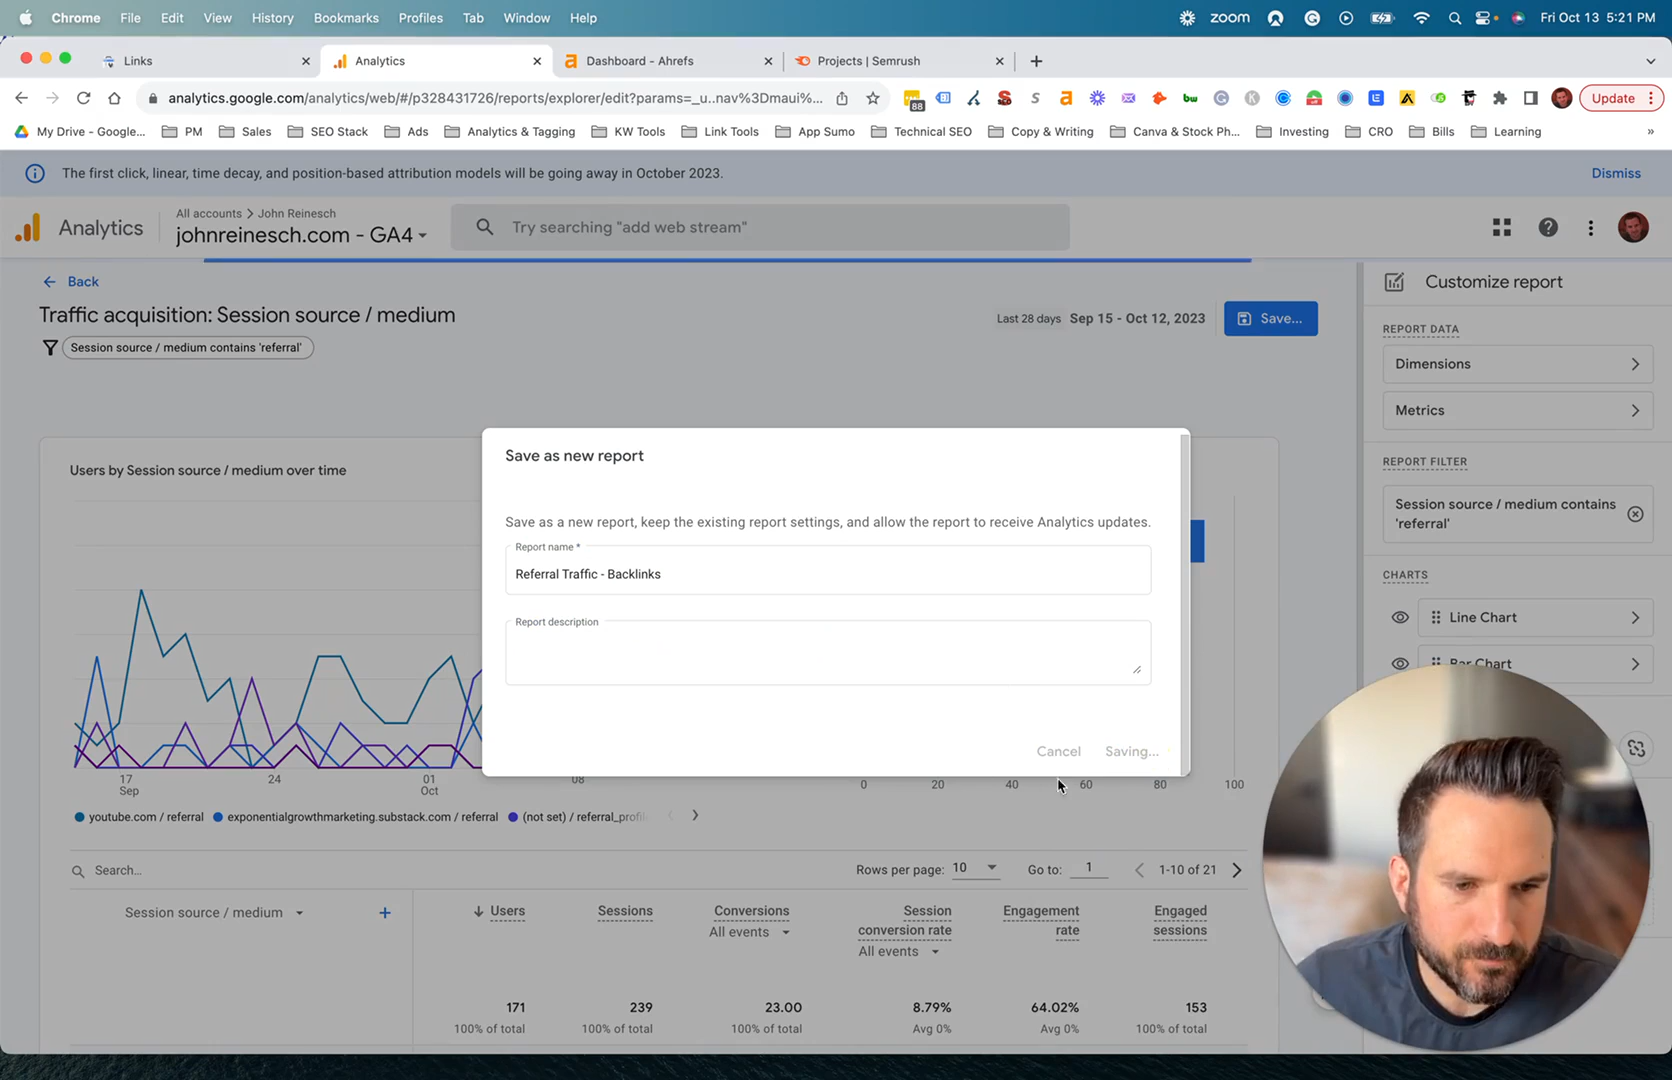 Chrome File Edit View History Bookmarks Profiles Tab Window Help zoom Fri Oct 13 5:21 PM
Links Analytics Dashboard - Ahrefs Projects | Semrush
analytics.google.com/analytics/web/#/p328431726/reports/explorer/edit?params=_u..nav%3Dmaui%... 88 bw Update
My Drive - Google... PM Sales SEO Stack Ads Analytics & Tagging KW Tools Link Tools App Sumo Technical SEO Copy & Writing Canva & Stock Ph... Investing CRO Bills Learning »
The first click, linear, time decay, and position-based attribution models will be going away in October 2023. Dismiss
All accounts > John Reinesch
Analytics johnreinesch.com - GA4 Try searching "add web stream"
Back Customize report
Traffic acquisition: Session source / medium Last 28 days Sep 15 - Oct 12, 2023 Save...
REPORT DATA
Session source / medium contains 'referral'
Dimensions
Metrics
Save as new report
REPORT FILTER
Users by Session source / medium over time
Session source / medium contains 'referral'
Save as a new report, keep the existing report settings, and allow the report to receive Analytics updates.
Report name *
Referral Traffic - Backlinks
CHARTS
Report description
Line Chart
Bar Chart
Cancel Saving...
17 Sep 24 01 Oct 08 0 20 40 60 80 100
youtube.com / referral exponentialgrowthmarketing.substack.com / referral (not set) / referral_profil
Search... Rows per page: 10 Go to: 1 1-10 of 21
Session source / medium + Users Sessions Conversions All events Session conversion rate All events Engagement rate Engaged sessions
171 239 23.00 8.79% 64.02% 153
100% of total 100% of total 100% of total Avg 0% Avg 0% 100% of total